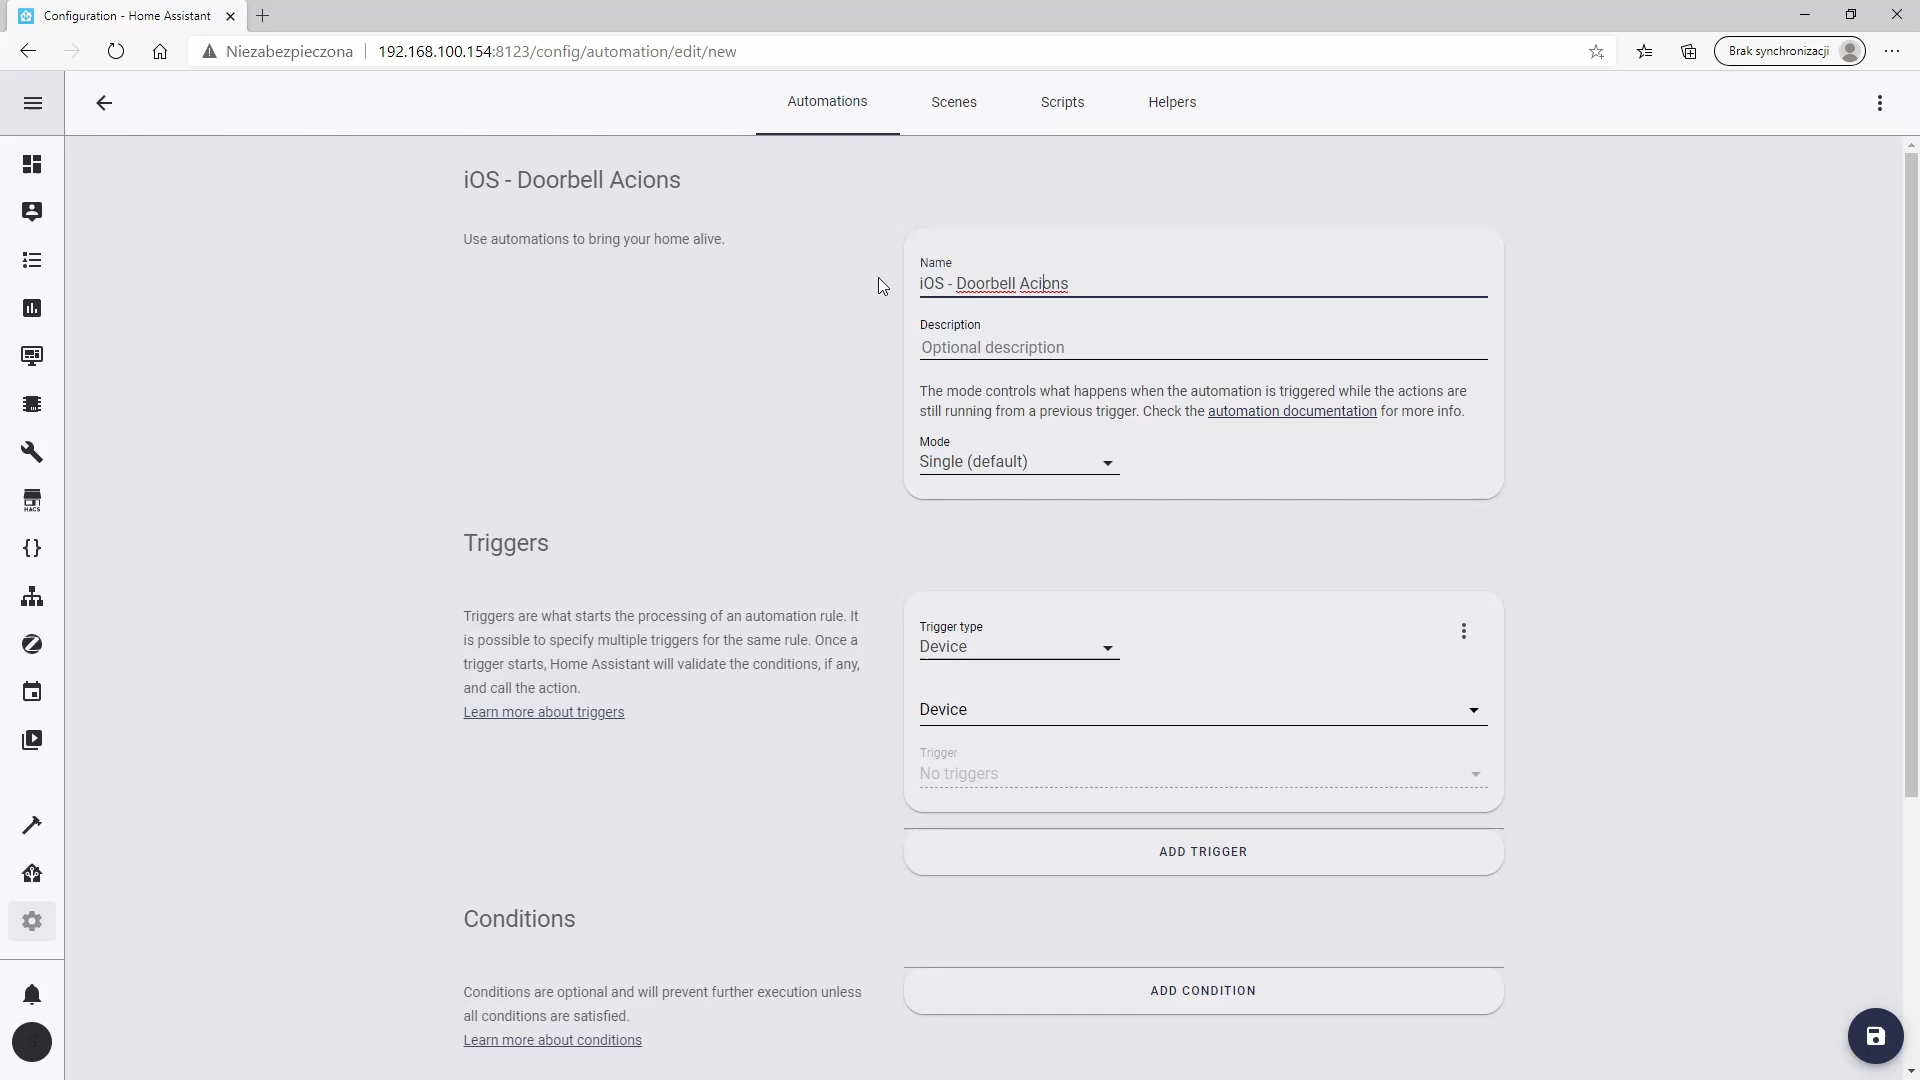 Configuration - Home Assistant
Niezabezpieczona
192.168.100.154:8123/config/automation/edit/new
Brak synchronizacji
Automations
Scenes
Scripts
Helpers
iOS - Doorbell Acions
Use automations to bring your home alive.
Name
iOS - Doorbell Acions
Description
Optional description
The mode controls what happens when the automation is triggered while the actions are
still running from a previous trigger. Check the automation documentation for more info.
Mode
Single (default)
HACS
Triggers
Triggers are what starts the processing of an automation rule. It
is possible to specify multiple triggers for the same rule. Once a
trigger starts, Home Assistant will validate the conditions, if any,
and call the action.
Learn more about triggers
Trigger type
Device
Device
Trigger
No triggers
ADD TRIGGER
Conditions
Conditions are optional and will prevent further execution unless
all conditions are satisfied.
Learn more about conditions
ADD CONDITION